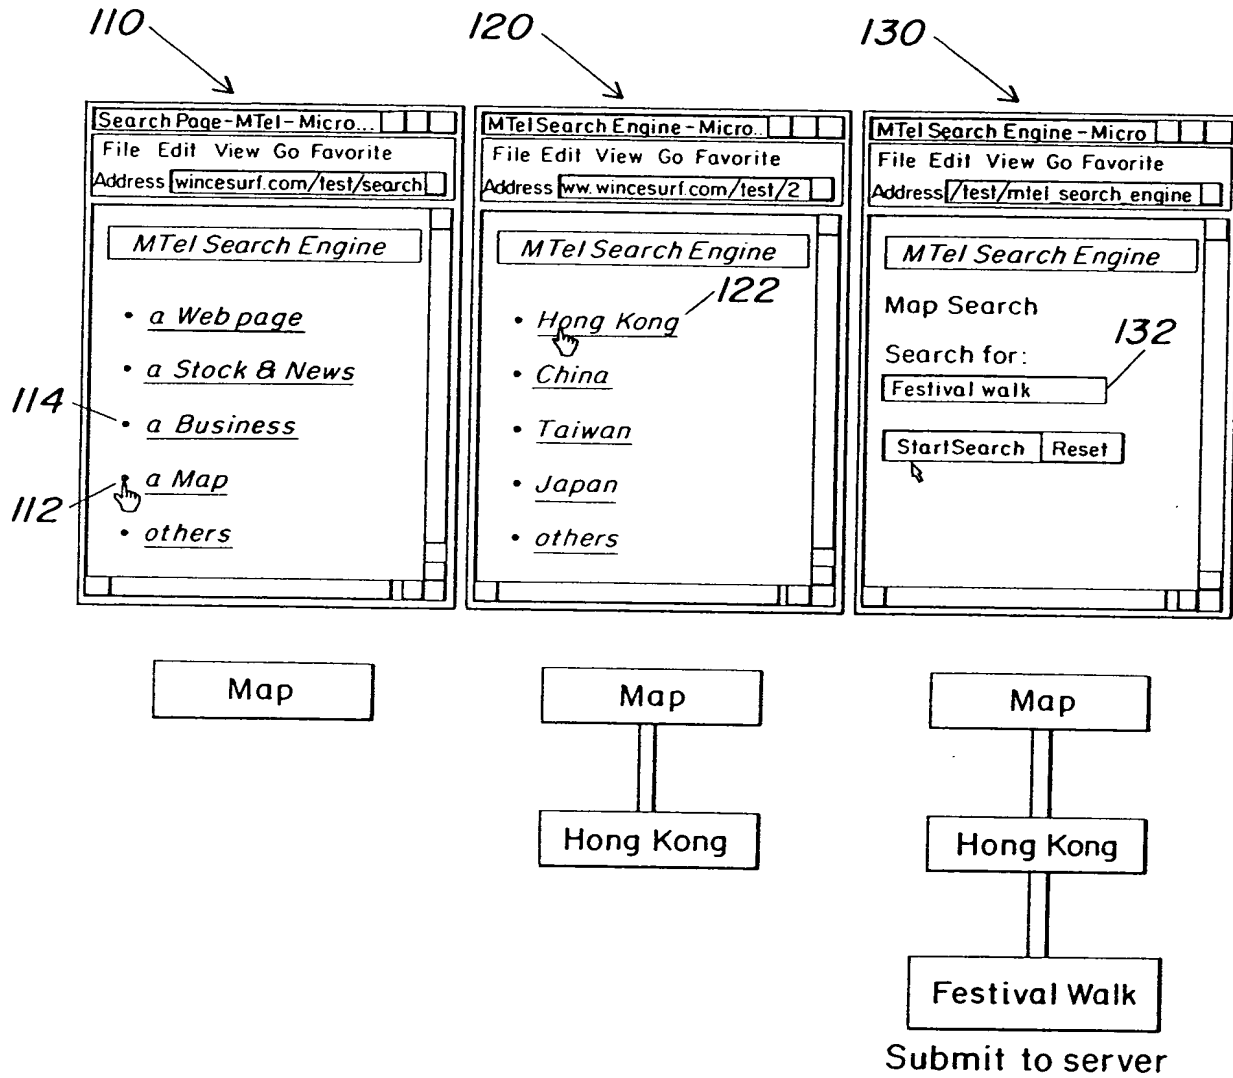 110
120
130
Search Page-MTel-Micro...
File Edit View Go Favorite
Address wincesurf.com/test/search
MTel Search Engine
• a Web page
• a Stock & News
114
• a Business
112
• a Map
• others
MTel Search Engine-Micro..
File Edit View Go Favorite
Address ww.wincesurf.com/test/2
MTel Search Engine
122
• Hong Kong
• China
• Taiwan
• Japan
• others
MTel Search Engine-Micro
File Edit View Go Favorite
Address /test/mtel_search_engine
MTel Search Engine
Map Search
132
Search for:
Festival walk
StartSearch Reset
Map
Map
Hong Kong
Map
Hong Kong
Festival Walk
Submit to server